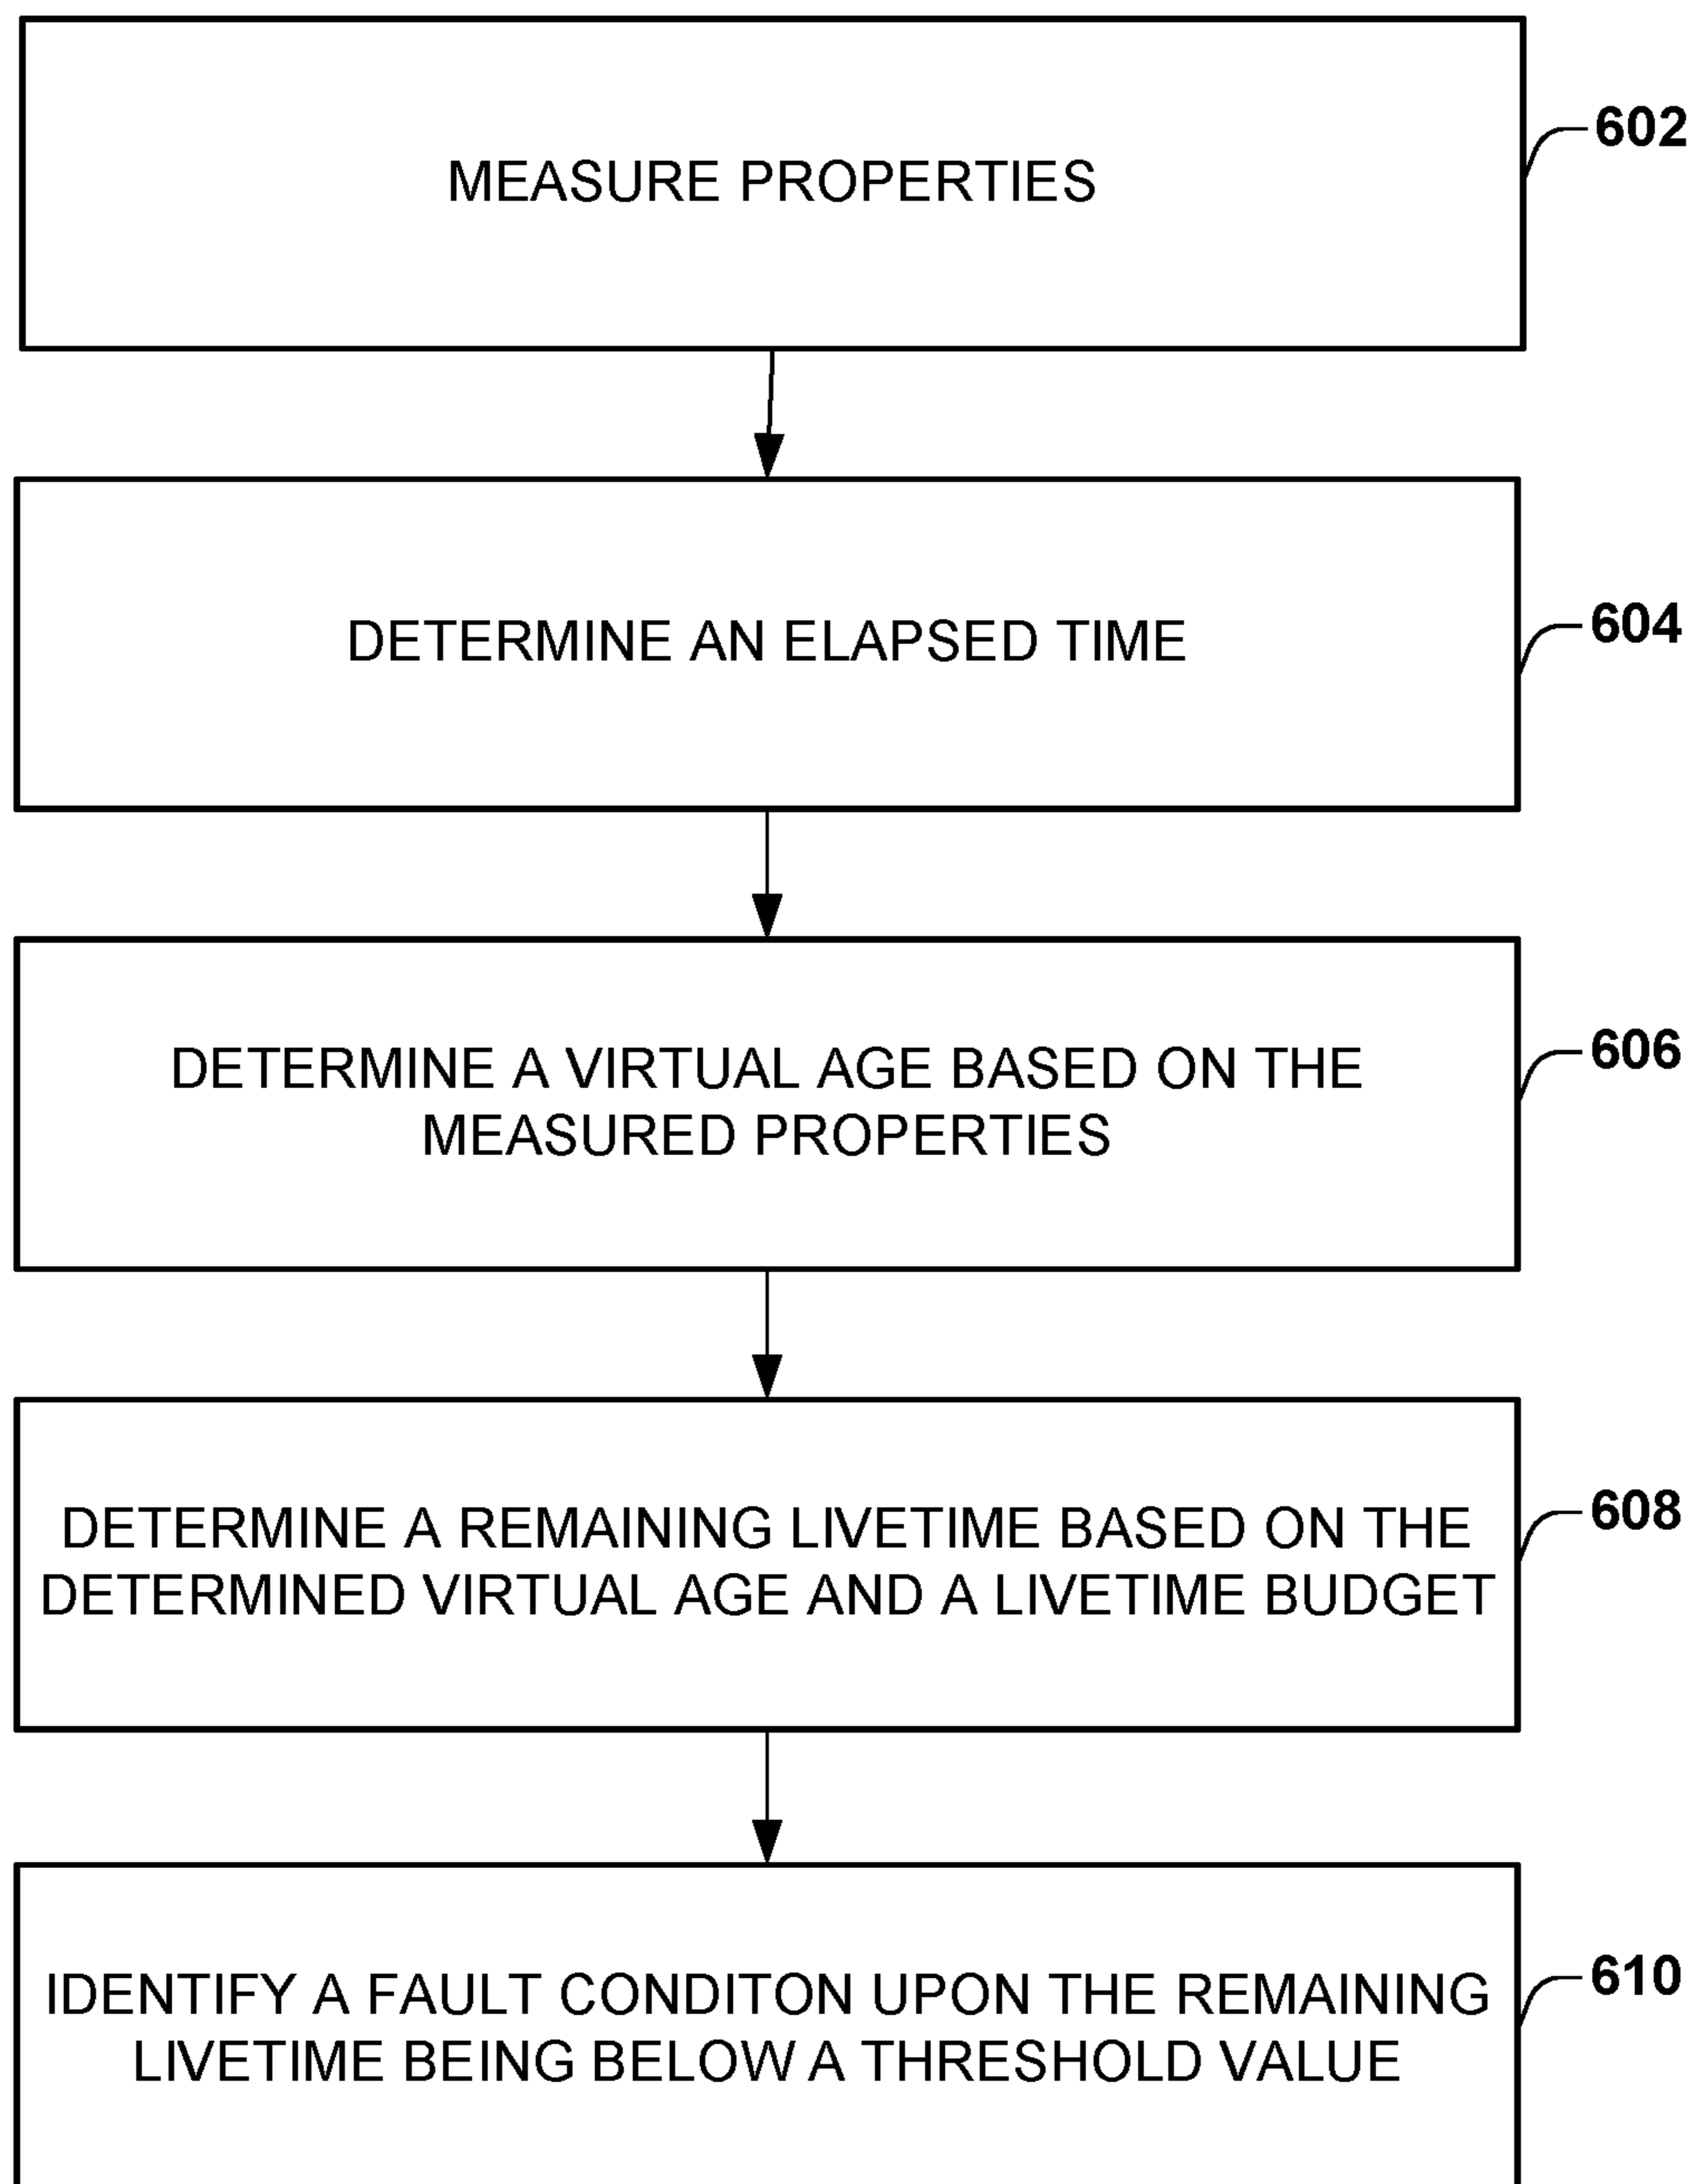 MEASURE PROPERTIES
602
DETERMINE AN ELAPSED TIME
604
DETERMINE A VIRTUAL AGE BASED ON THE
MEASURED PROPERTIES
606
DETERMINE A REMAINING LIVETIME BASED ON THE
DETERMINED VIRTUAL AGE AND A LIVETIME BUDGET
608
IDENTIFY A FAULT CONDITON UPON THE REMAINING
LIVETIME BEING BELOW A THRESHOLD VALUE
610